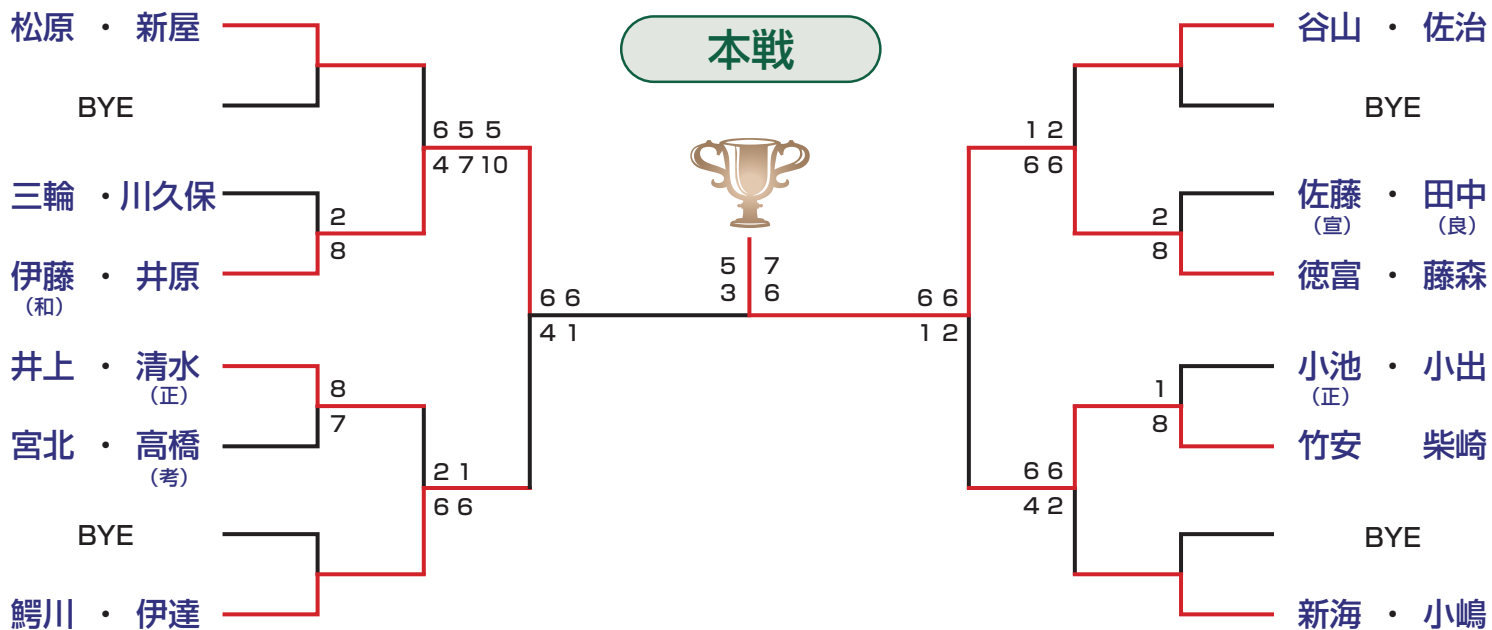 本戦
松原 ・ 新屋
BYE
6 5 5
4 7 10
三輪 ・川久保
2
8
伊藤 ・ 井原
(和)
6 6
4 1
井上 ・ 清水
(正)
8
7
宮北 ・ 高橋
(考)
2 1
6 6
BYE
鰐川 ・ 伊達
5 7
3 6
谷山 ・ 佐治
BYE
1 2
6 6
佐藤 ・ 田中
(宣) (良)
2
8
徳富 ・ 藤森
6 6
1 2
小池 ・ 小出
(正)
1
8
竹安 柴崎
6 6
4 2
BYE
新海 ・ 小嶋